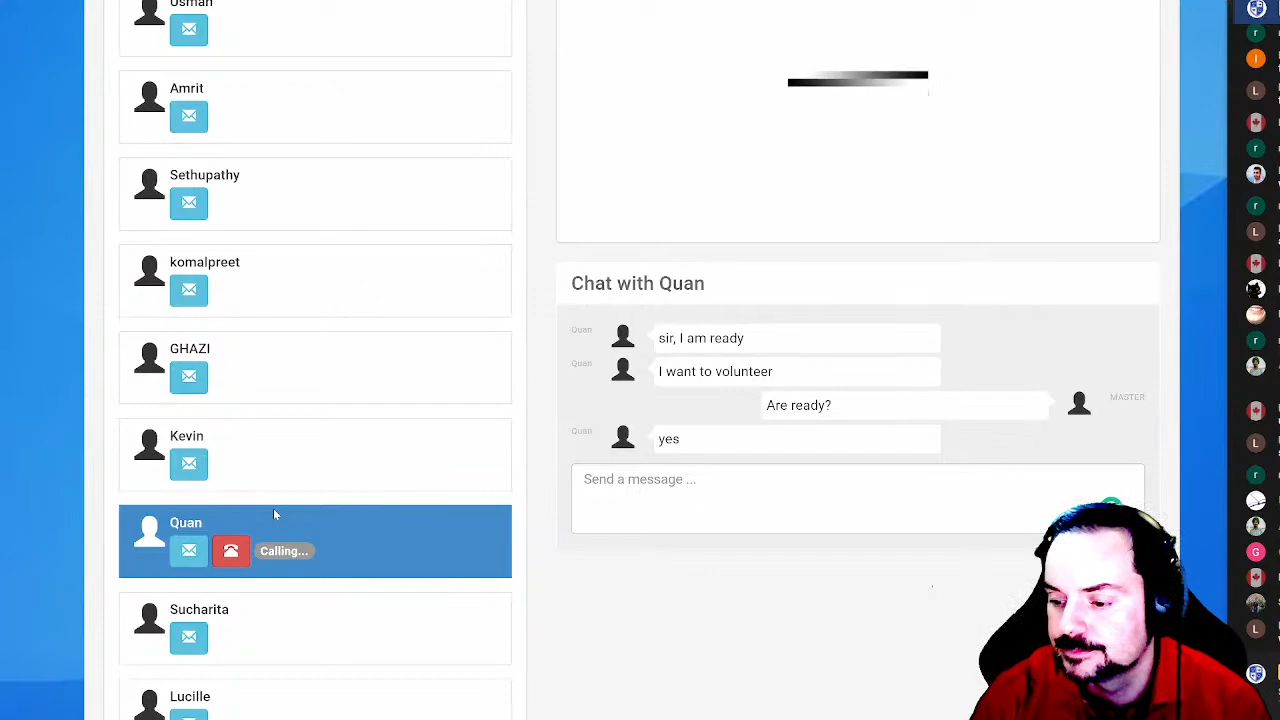 Usman
Amrit
Sethupathy
komalpreet
GHAZI
Kevin
Quan
Calling...
Sucharita
Lucille
Chat with Quan
Quan
sir, I am ready
Quan
I want to volunteer
Are ready?
MASTER
Quan
yes
Send a message ...
r
I
L
r
r
L
r
L
r
G
L